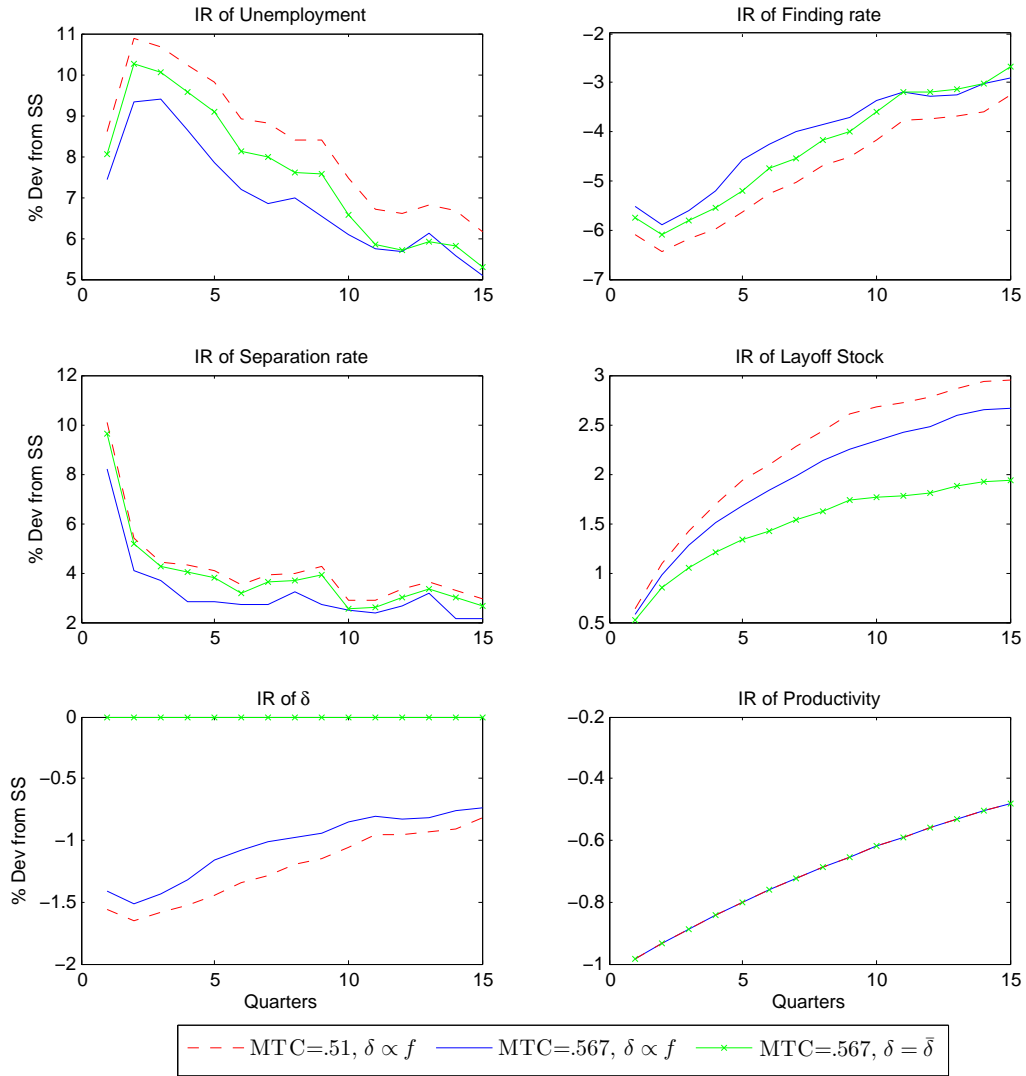 IR of Unemployment
% Dev from SS
11
10
9
8
7
6
5
0 5 10 15
IR of Finding rate
−2
−3
−4
−5
−6
−7
0 5 10 15
IR of Separation rate
% Dev from SS
12
10
8
6
4
2
0 5 10 15
IR of Layoff Stock
3
2.5
2
1.5
1
0.5
0 5 10 15
IR of δ
% Dev from SS
0
−0.5
−1
−1.5
−2
0 5 10 15
Quarters
IR of Productivity
−0.2
−0.4
−0.6
−0.8
−1
0 5 10 15
Quarters
MTC=.51, δ ∝ f
MTC=.567, δ ∝ f
MTC=.567, δ = δ̄